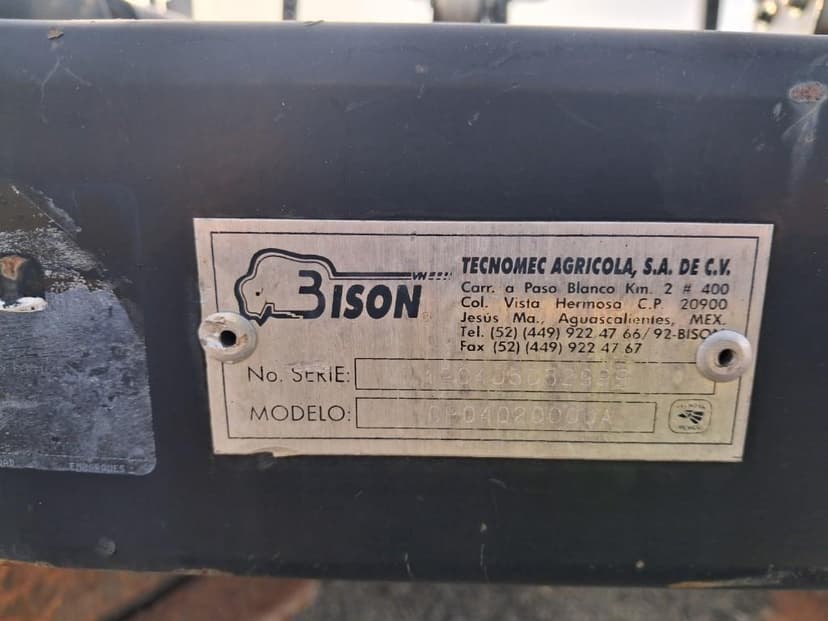 BISON
VN
TECNOMEC AGRICOLA, S.A. DE C.V.
Carr. a Paso Blanco Km. 2 # 400
Col. Vista Hermosa C.P. 20900
Jesús Ma., Aguascalientes, MEX.
Tel. (52) (449) 922 47 66/ 92-BISON
Fax (52) (449) 922 47 67
No. SERIE:
MODELO: